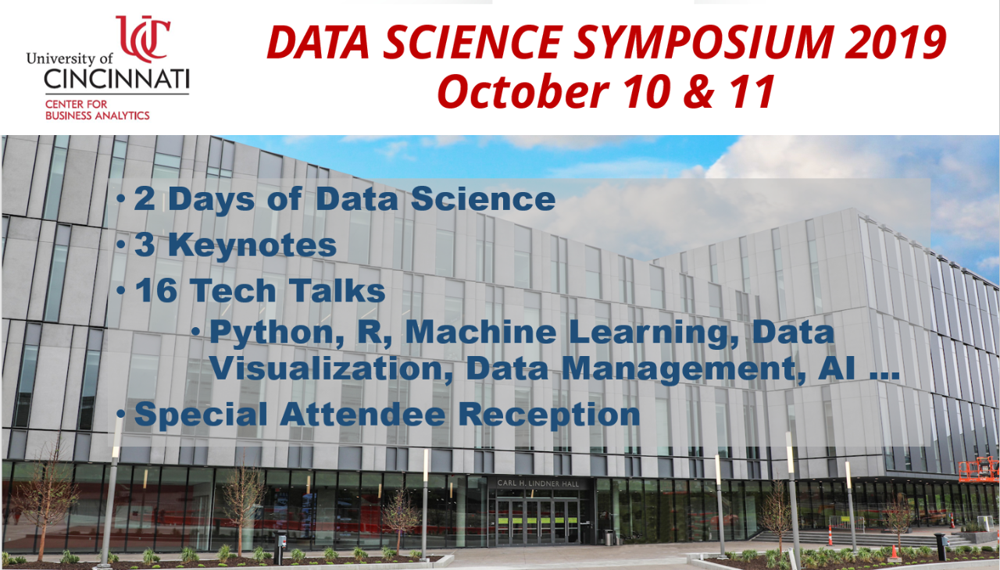 UC
University of
CINCINNATI
CENTER FOR
BUSINESS ANALYTICS
DATA SCIENCE SYMPOSIUM 2019
October 10 & 11
• 2 Days of Data Science
• 3 Keynotes
• 16 Tech Talks
• Python, R, Machine Learning, Data
Visualization, Data Management, AI ...
• Special Attendee Reception
CARL H. LINDNER HALL